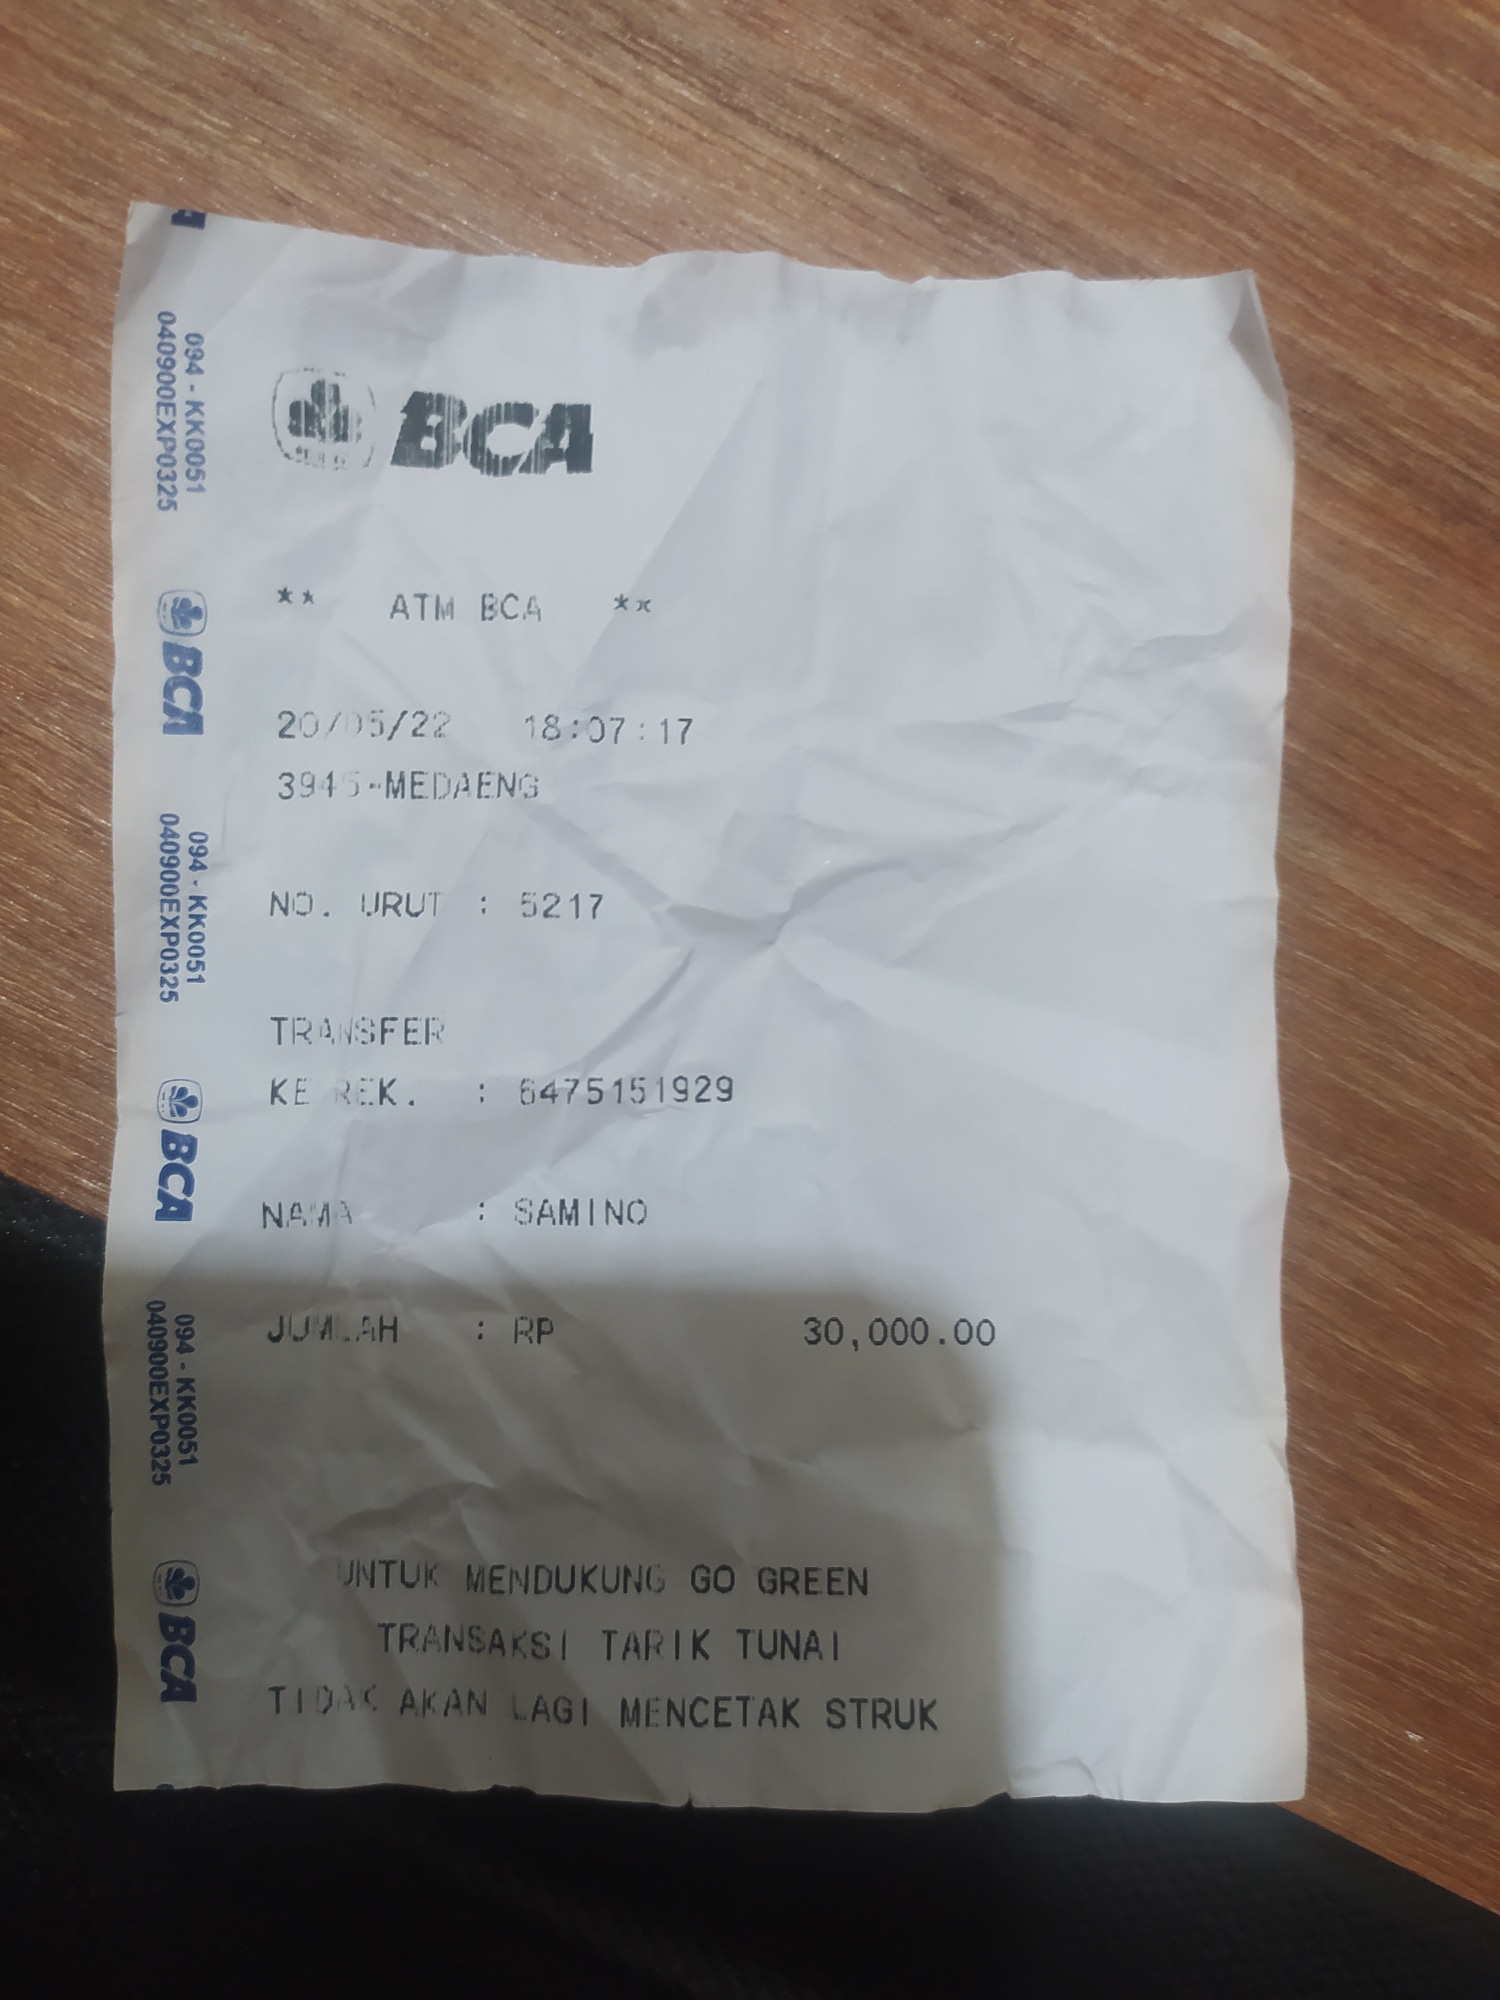 BCA
** ATM BCA **
20/05/22 18:07:17
3945-MEDAENG
NO. URUT : 5217
TRANSFER
KE REK. : 6475151929
NAMA : SAMINO
JUMLAH : RP 30,000.00
UNTUK MENDUKUNG GO GREEN
TRANSAKSI TARIK TUNAI
TIDAK AKAN LAGI MENCETAK STRUK
094 - KK0051
040900EXP0325
BCA
094 - KK0051
040900EXP0325
BCA
094 - KK0051
040900EXP0325
BCA